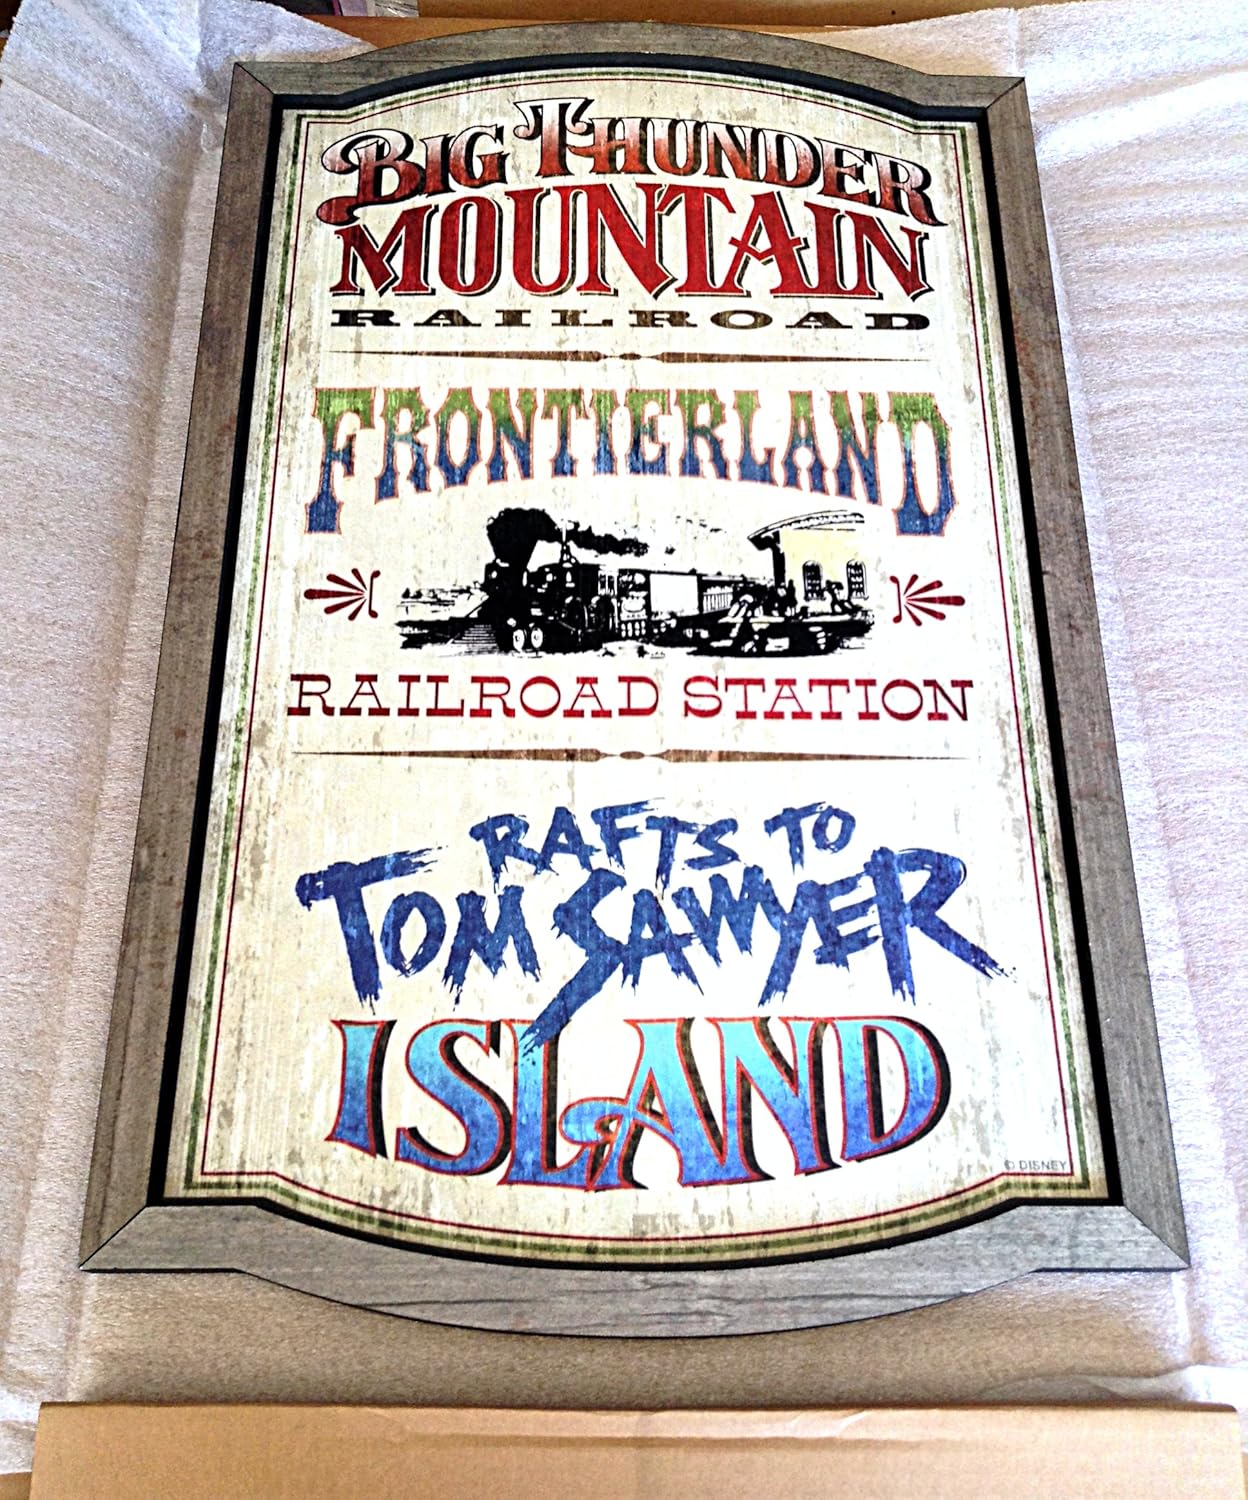 BIG THUNDER
MOUNTAIN
RAILROAD
FRONTIERLAND
RAILROAD STATION
RAFTS TO
TOM SAWYER
ISLAND
© DISNEY